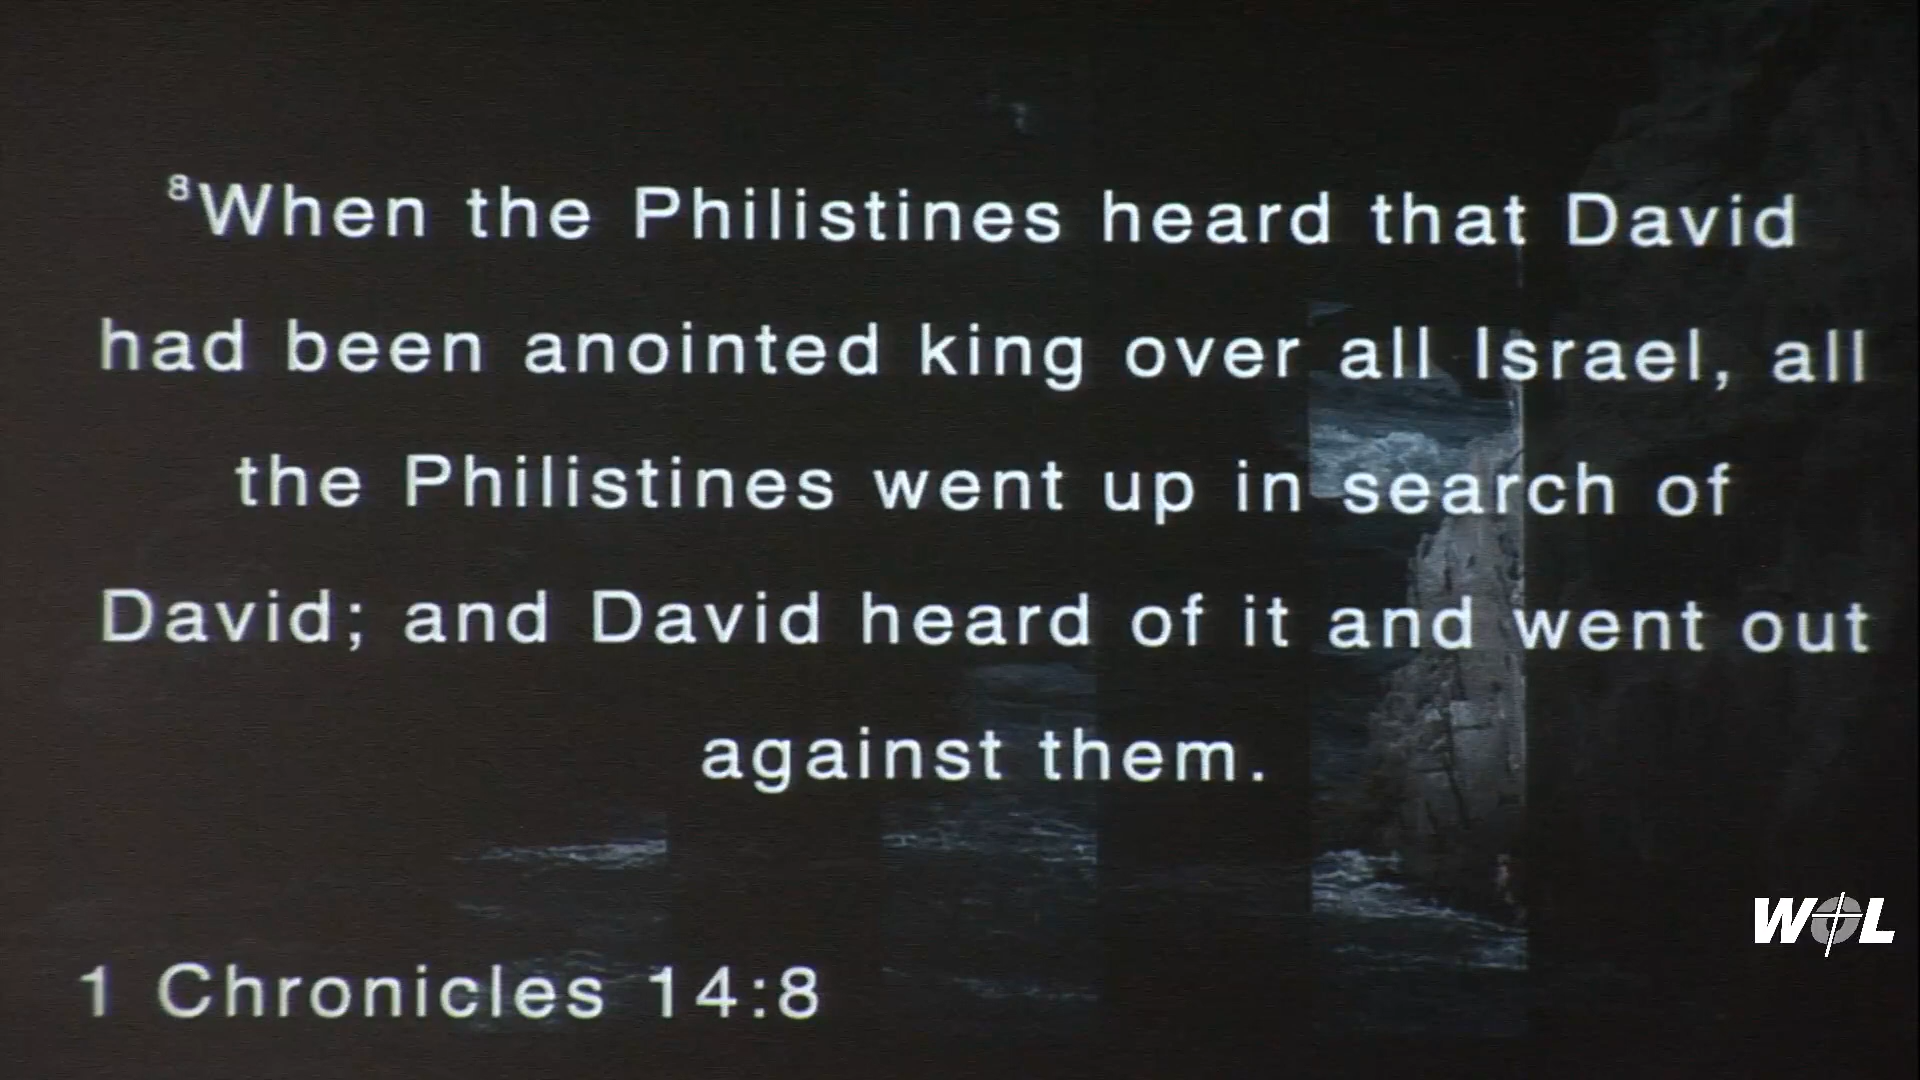 ⁸When the Philistines heard that David
had been anointed king over all Israel, all
the Philistines went up in search of
David; and David heard of it and went out
against them.
1 Chronicles 14:8
WOL